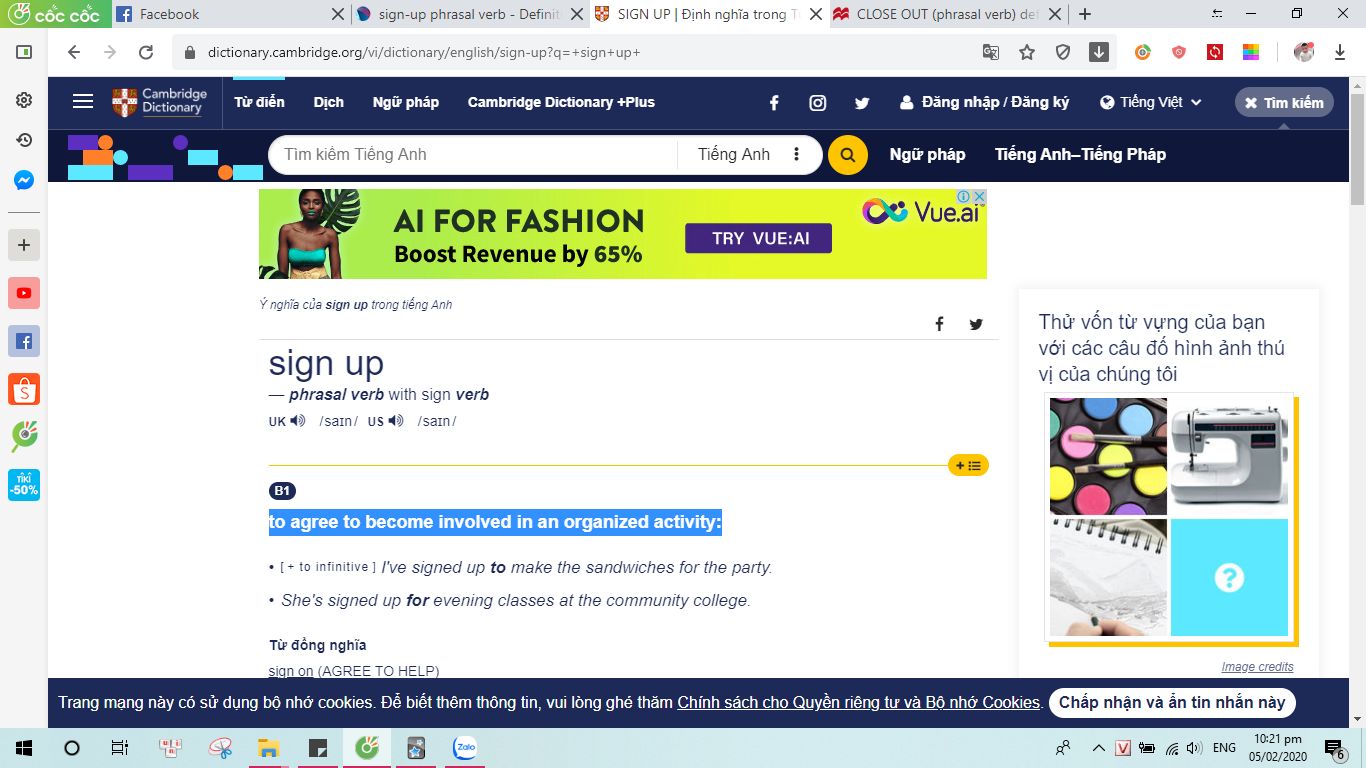 cốc cốc
Facebook
sign-up phrasal verb - Definit
SIGN UP | Định nghĩa trong T
CLOSE OUT (phrasal verb) def
dictionary.cambridge.org/vi/dictionary/english/sign-up?q=+sign+up+
Cambridge
Dictionary
Từ điển
Dịch
Ngữ pháp
Cambridge Dictionary +Plus
Đăng nhập / Đăng ký
Tiếng Việt
Tìm kiếm
Tìm kiếm Tiếng Anh
Tiếng Anh
Ngữ pháp
Tiếng Anh–Tiếng Pháp
AI FOR FASHION
Boost Revenue by 65%
TRY VUE:AI
Vue.ai
Ý nghĩa của sign up trong tiếng Anh
sign up
— phrasal verb with sign verb
UK /saɪn/ US /saɪn/
B1
to agree to become involved in an organized activity:
• [ + to infinitive ] I've signed up to make the sandwiches for the party.
• She's signed up for evening classes at the community college.
Từ đồng nghĩa
sign on (AGREE TO HELP)
Thử vốn từ vựng của bạn
với các câu đố hình ảnh thú
vị của chúng tôi
?
Image credits
Trang mạng này có sử dụng bộ nhớ cookies. Để biết thêm thông tin, vui lòng ghé thăm Chính sách cho Quyền riêng tư và Bộ nhớ Cookies.
Chấp nhận và ẩn tin nhắn này
TIKI
-50%
Zalo
V
ENG
10:21 pm
05/02/2020
6